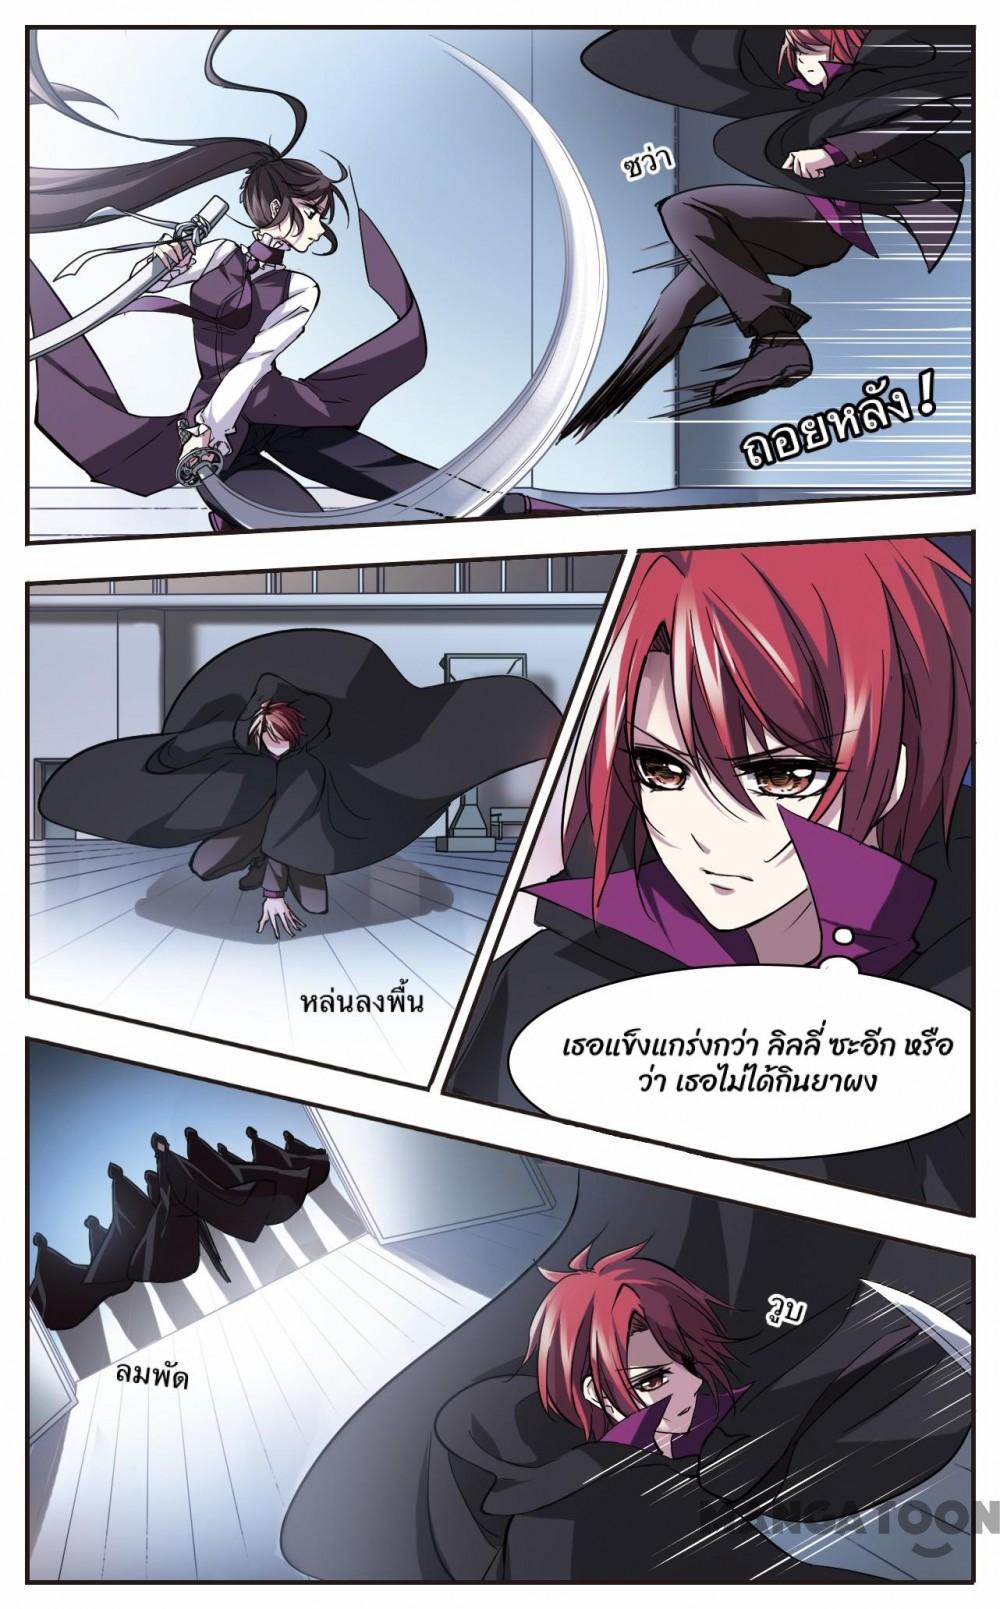 ซว่า
ถอยหลัง!
หล่นลงพื้น
เธอแข็งแกร่งกว่า ลิลลี่ ซะอีก หรือ
ว่า เธอไม่ได้กินยาผง
วูบ
ลมพัด
MANGATOON